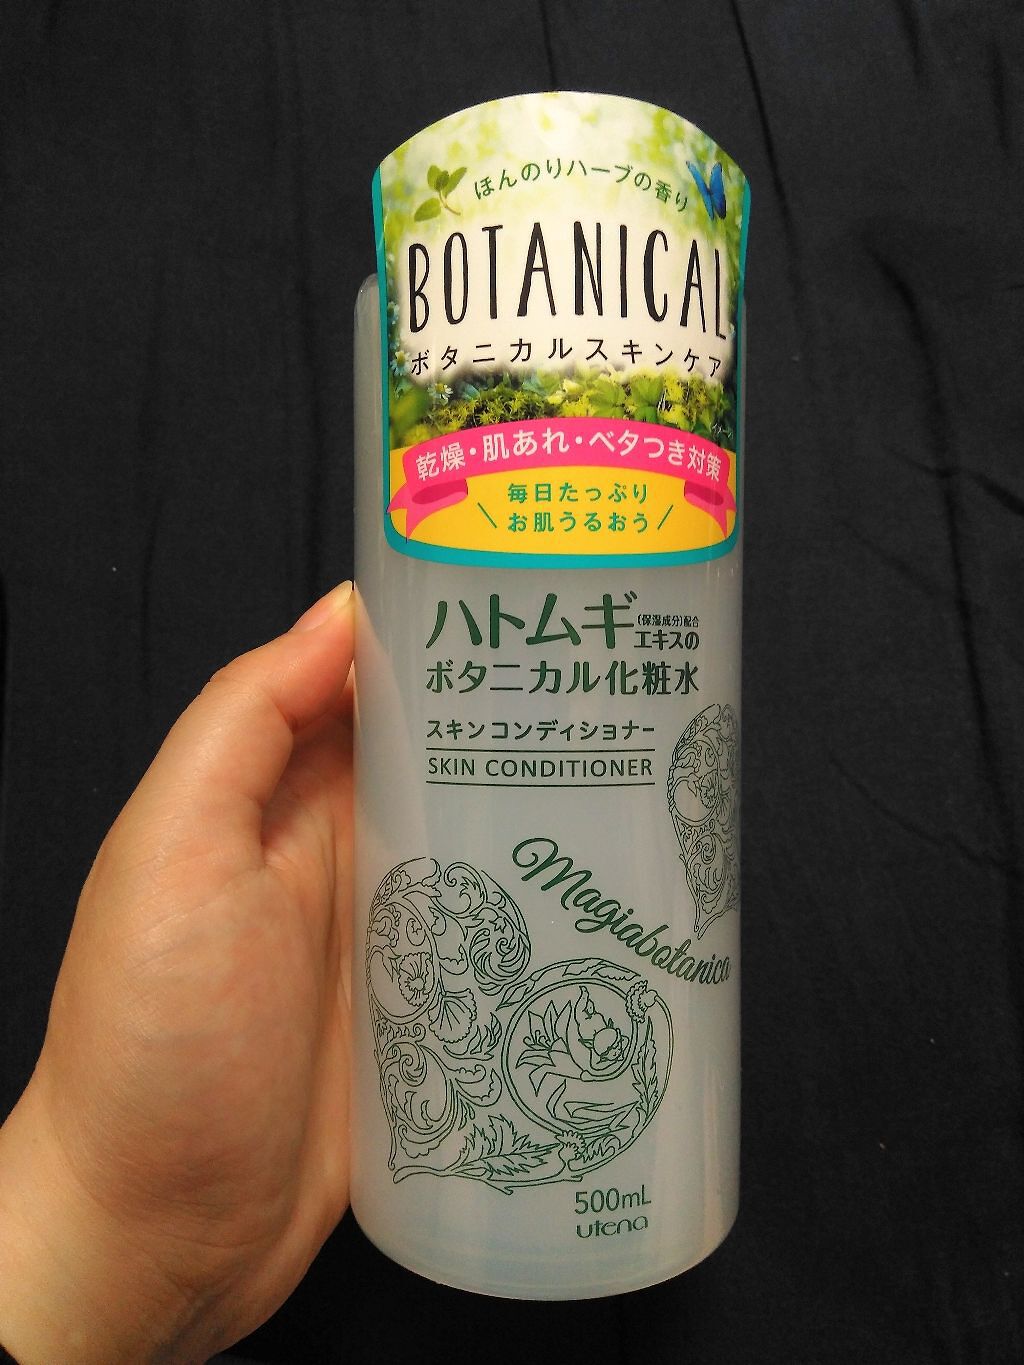 ほんのりハーブの香り
BOTANICAL
ボタニカルスキンケア
乾燥・肌あれ・ベタつき対策
毎日たっぷり
お肌うるおう
ハトムギ(保湿成分)配合
エキスの
ボタニカル化粧水
スキンコンディショナー
SKIN CONDITIONER
Magiabotanica
500mL
utena